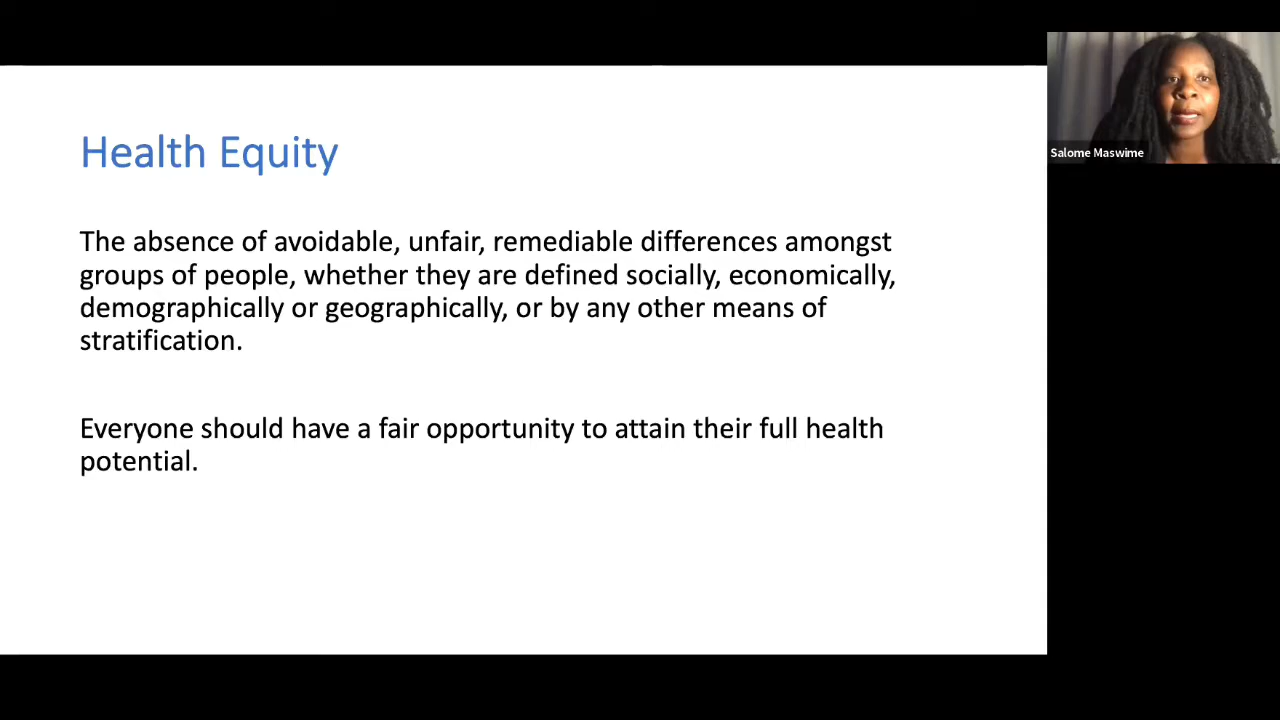 Health Equity
The absence of avoidable, unfair, remediable differences amongst
groups of people, whether they are defined socially, economically,
demographically or geographically, or by any other means of
stratification.
Everyone should have a fair opportunity to attain their full health
potential.
Salome Maswime